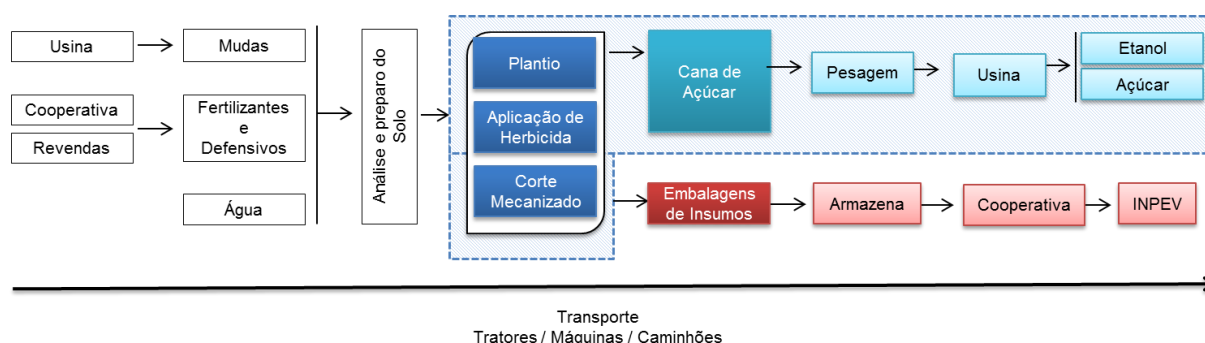 Usina
Mudas
Cooperativa
Revendas
Fertilizantes
e
Defensivos
Água
Análise e preparo do
Solo
Plantio
Aplicação de
Herbicida
Corte
Mecanizado
Cana de
Açúcar
Pesagem
Usina
Etanol
Açúcar
Embalagens
de Insumos
Armazena
Cooperativa
INPEV
Transporte
Tratores / Máquinas / Caminhões